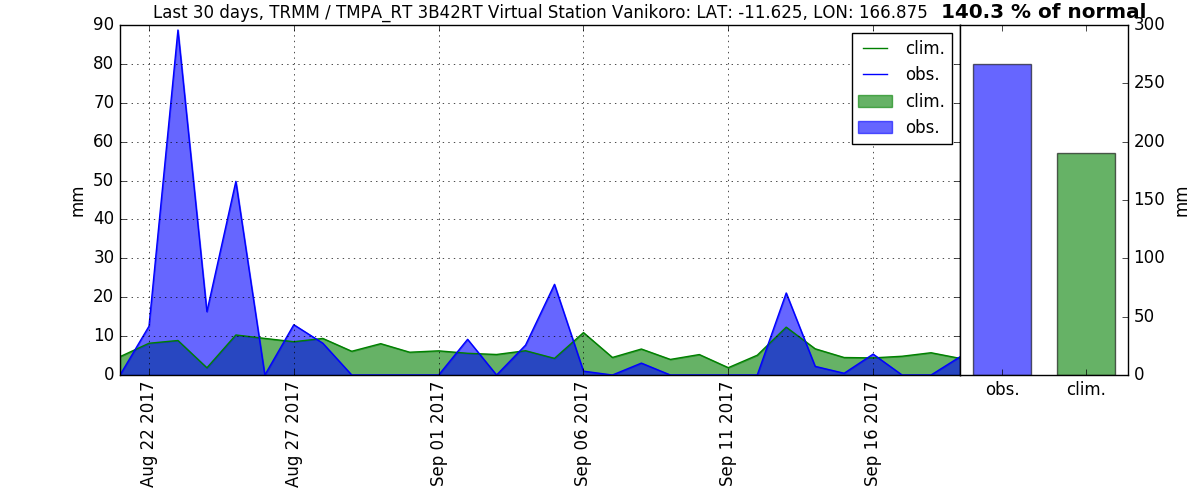 Last 30 days, TRMM / TMPA_RT 3B42RT Virtual Station Vanikoro: LAT: -11.625, LON: 166.875 140.3 % of normal
90
80
70
60
50
40
30
20
10
0
mm
clim.
obs.
clim.
obs.
Aug 22 2017
Aug 27 2017
Sep 01 2017
Sep 06 2017
Sep 11 2017
Sep 16 2017
300
250
200
150
100
50
0
mm
obs. clim.